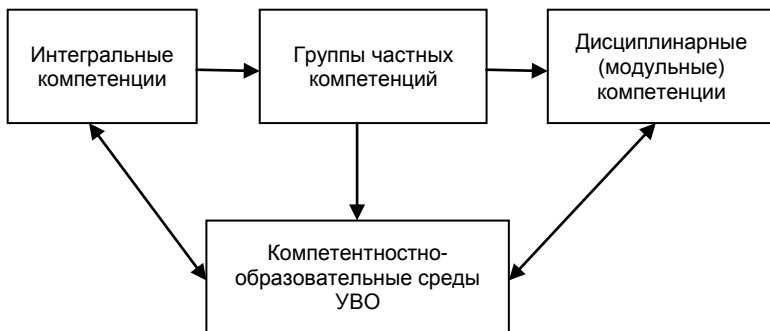 Интегральные
компетенции
Группы частных
компетенций
Дисциплинарные
(модульные)
компетенции
Компетентностно-
образовательные среды
УВО